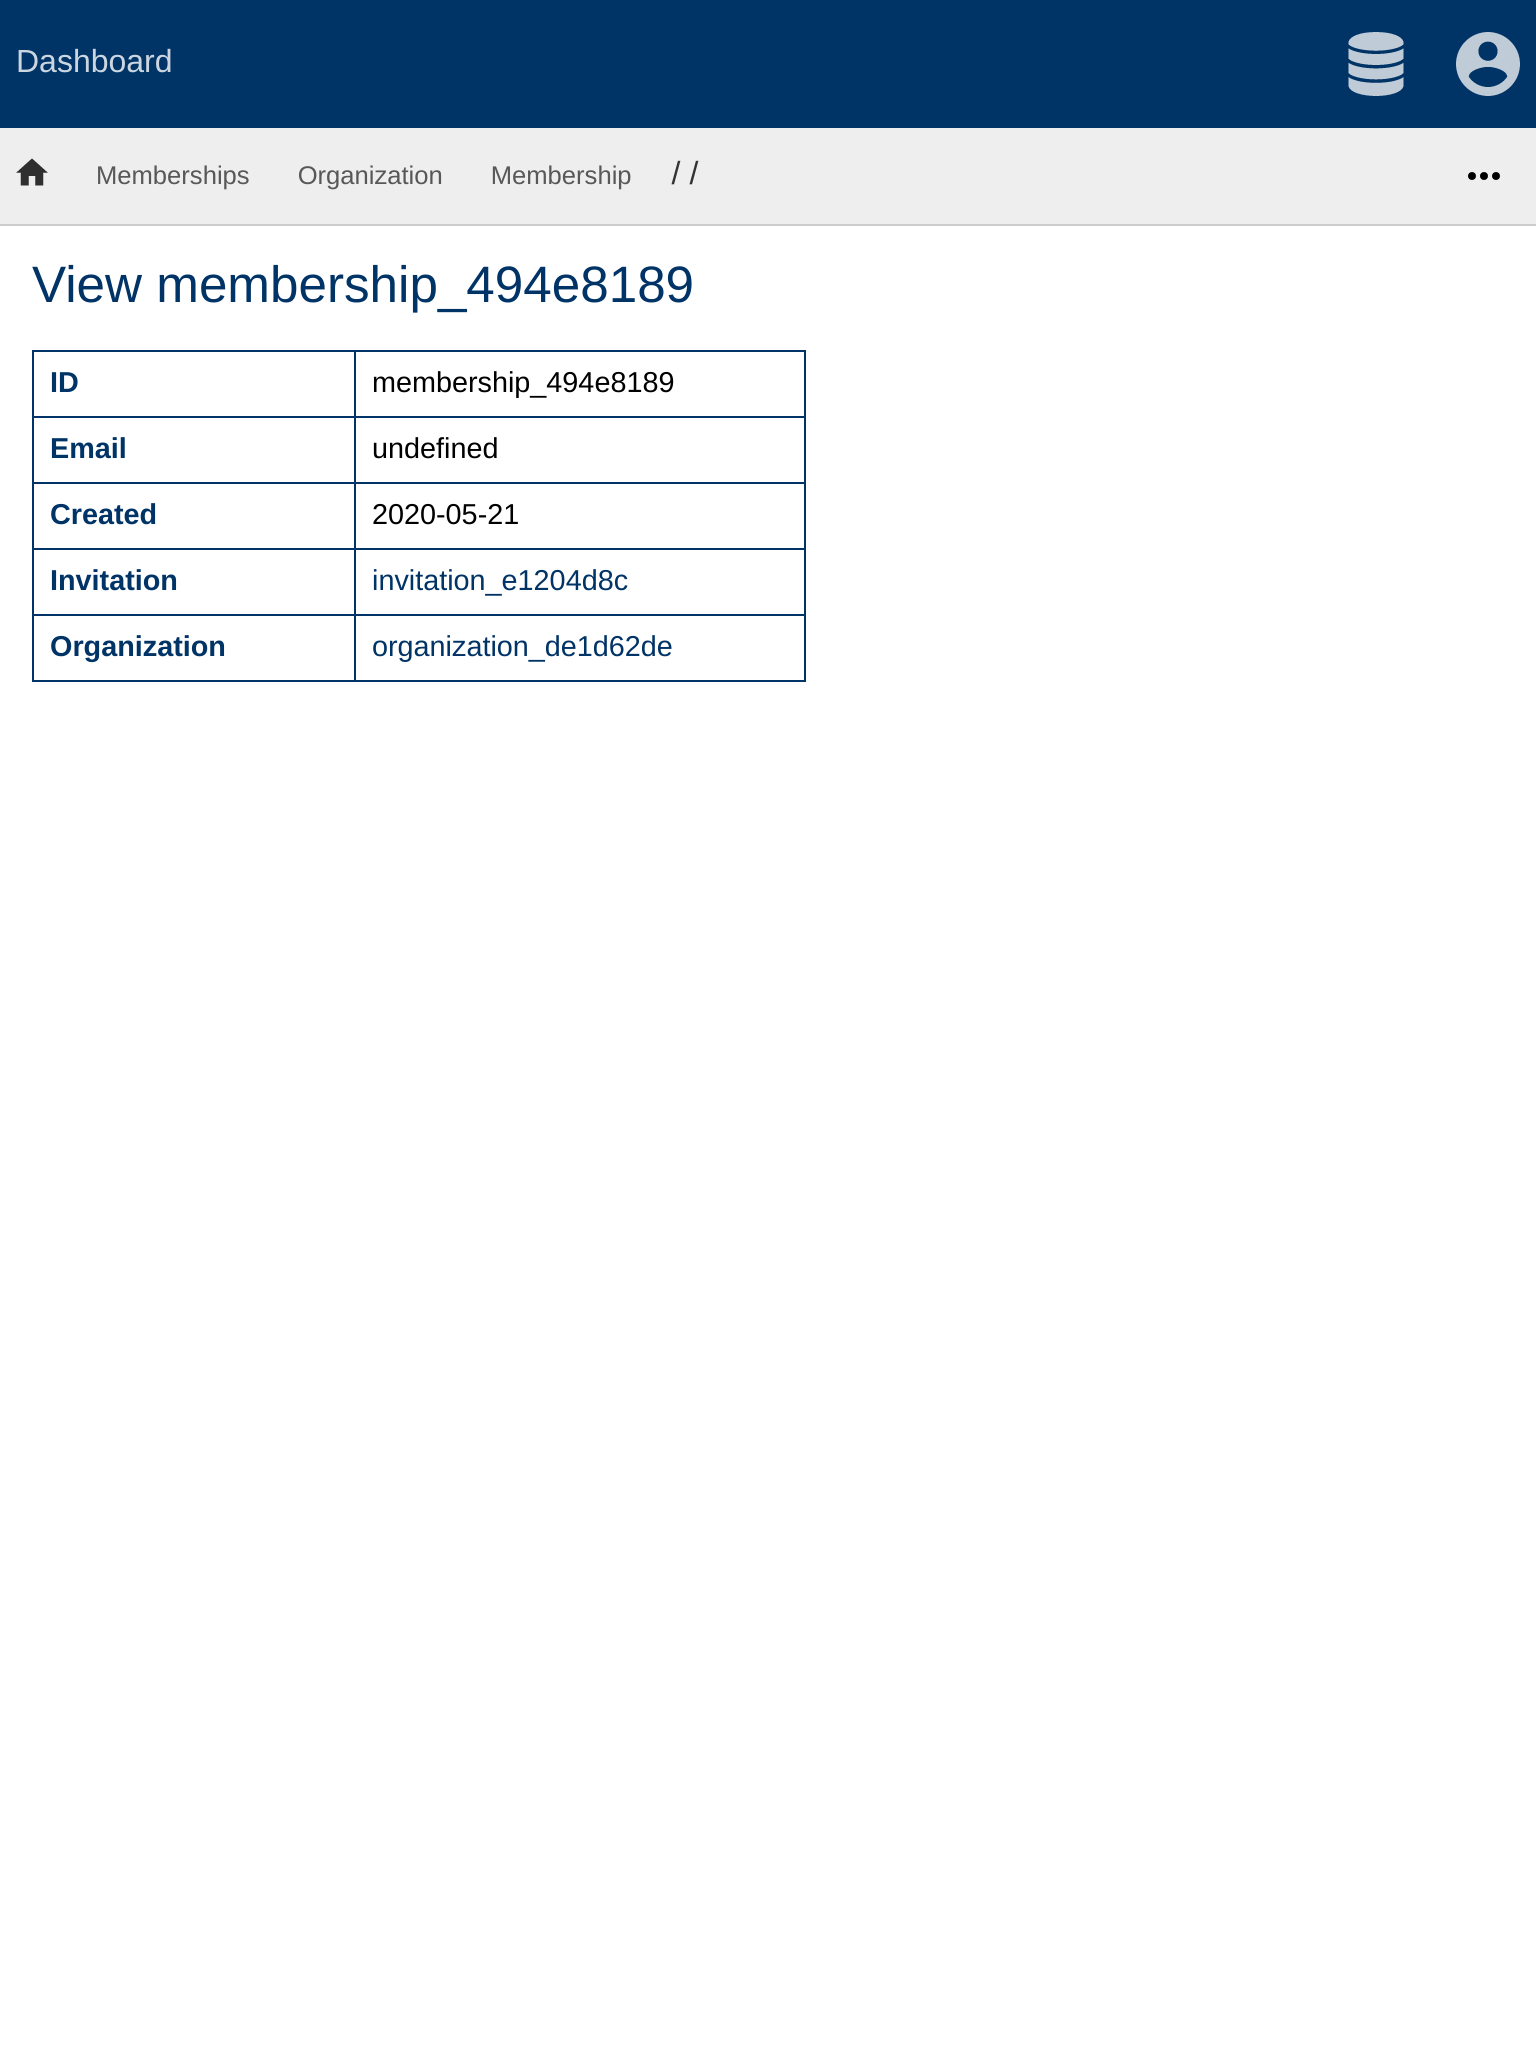 Dashboard
Memberships Organization Membership / /
View membership_494e8189
ID membership_494e8189
Email undefined
Created 2020-05-21
Invitation invitation_e1204d8c
Organization organization_de1d62de